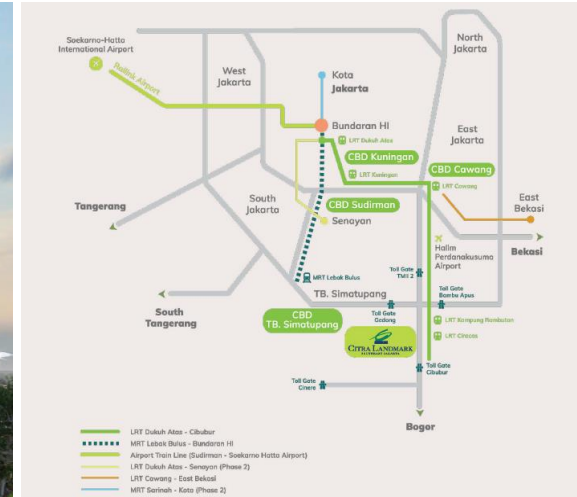 Soekarno-Hatta
International Airport
Railink Airport
West
Jakarta
Kota
Jakarta
North
Jakarta
Bundaran HI
LRT Dukuh Atas
East
Jakarta
CBD Kuningan
LRT Kuningan
CBD Cawang
LRT Cawang
CBD Sudirman
Senayan
South
Jakarta
East
Bekasi
Tangerang
Halim
Perdanakusuma
Airport
Bekasi
MRT Lebak Bulus
Toll Gate
TMII 2
TB. Simatupang
Toll Gate
Bambu Apus
South
Tangerang
CBD
TB. Simatupang
Toll Gate
Gedong
LRT Kampung Rambutan
CITRA LANDMARK
LRT Ciracas
Toll Gate
Cibubur
Toll Gate
Cinere
Bogor
LRT Dukuh Atas - Cibubur
MRT Lebak Bulus - Bundaran HI
Airport Train Line (Sudirman - Soekarno Hatta Airport)
LRT Dukuh Atas - Senayan (Phase 2)
LRT Cawang - East Bekasi
MRT Sarinah - Kota (Phase 2)